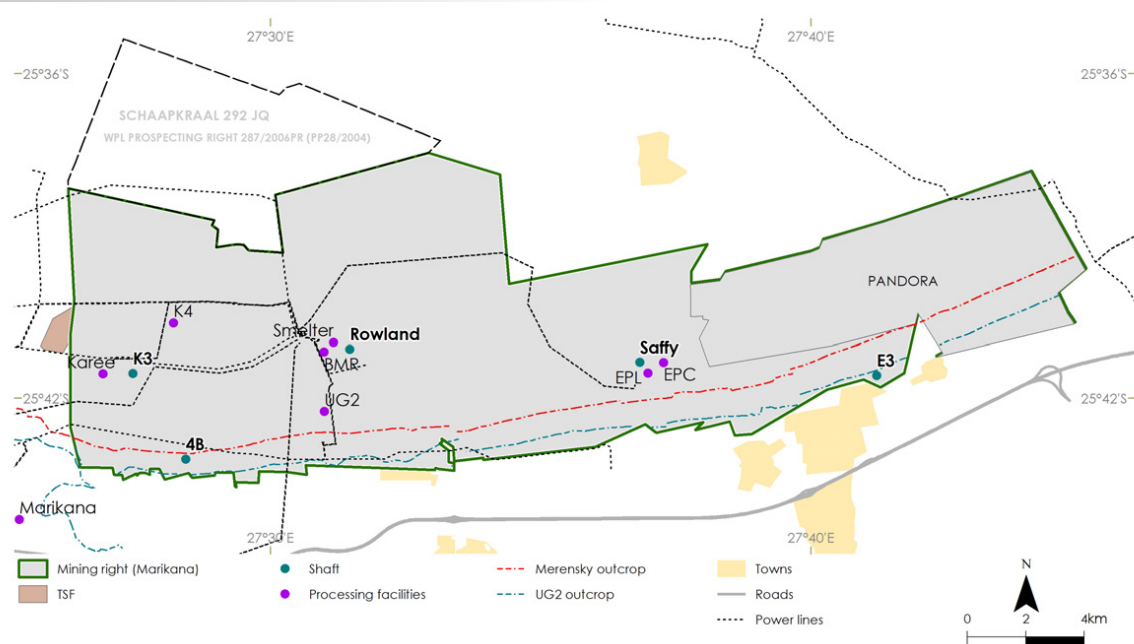 27°30'E
27°40'E
25°36'S
25°36'S
SCHAAPKRAAL 292 JQ
WPL PROSPECTING RIGHT 287/2006PR (PP28/2004)
PANDORA
K4
Smelter
Rowland
Karee
K3
BMR
Saffy
EPL
EPC
E3
UG2
25°42'S
25°42'S
4B
Marikana
27°30'E
27°40'E
Mining right (Marikana)
Shaft
Merensky outcrop
Towns
TSF
Processing facilities
UG2 outcrop
Roads
Power lines
N
0 2 4km